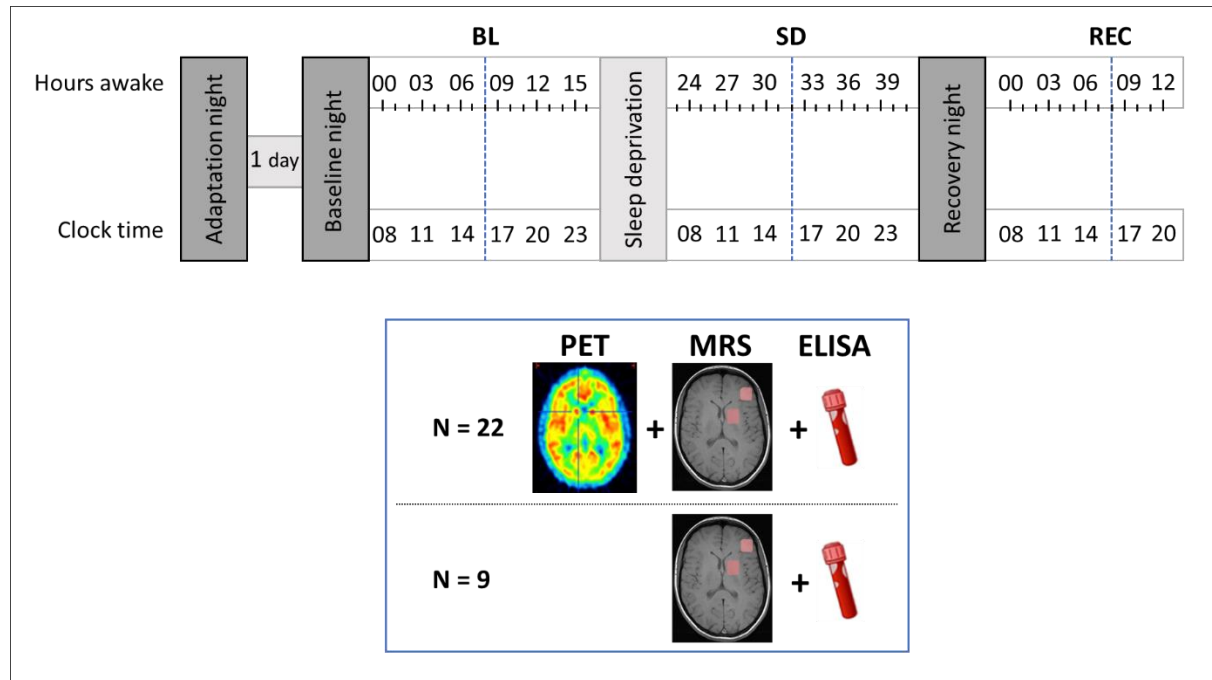 BL SD REC
Hours awake 00 03 06 09 12 15 24 27 30 33 36 39 00 03 06 09 12
Adaptation night
1 day
Baseline night
Sleep deprivation
Recovery night
Clock time 08 11 14 17 20 23 08 11 14 17 20 23 08 11 14 17 20
PET MRS ELISA
N = 22 + +
N = 9 +